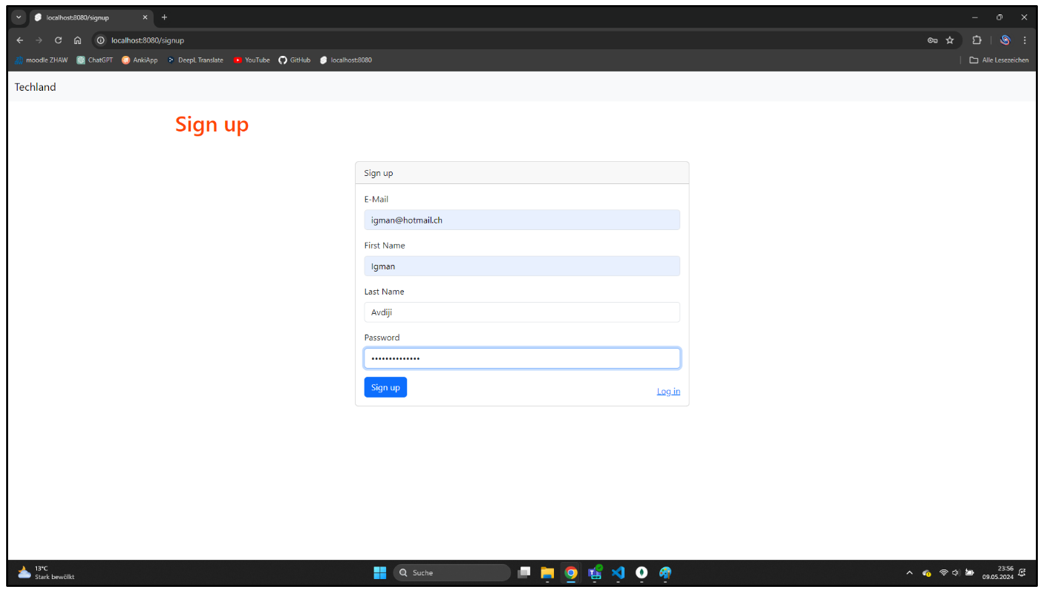 localhost:8080/signup
localhost:8080/signup
moodle ZHAW ChatGPT AnkiApp DeepL Translate YouTube GitHub localhost:8080 Alle Lesezeichen
Techland
Sign up
Sign up
E-Mail
igman@hotmail.ch
First Name
Igman
Last Name
Avdiji
Password
••••••••••••••
Sign up
Log in
13°C
Stark bewölkt
Suche
23:56
09.05.2024